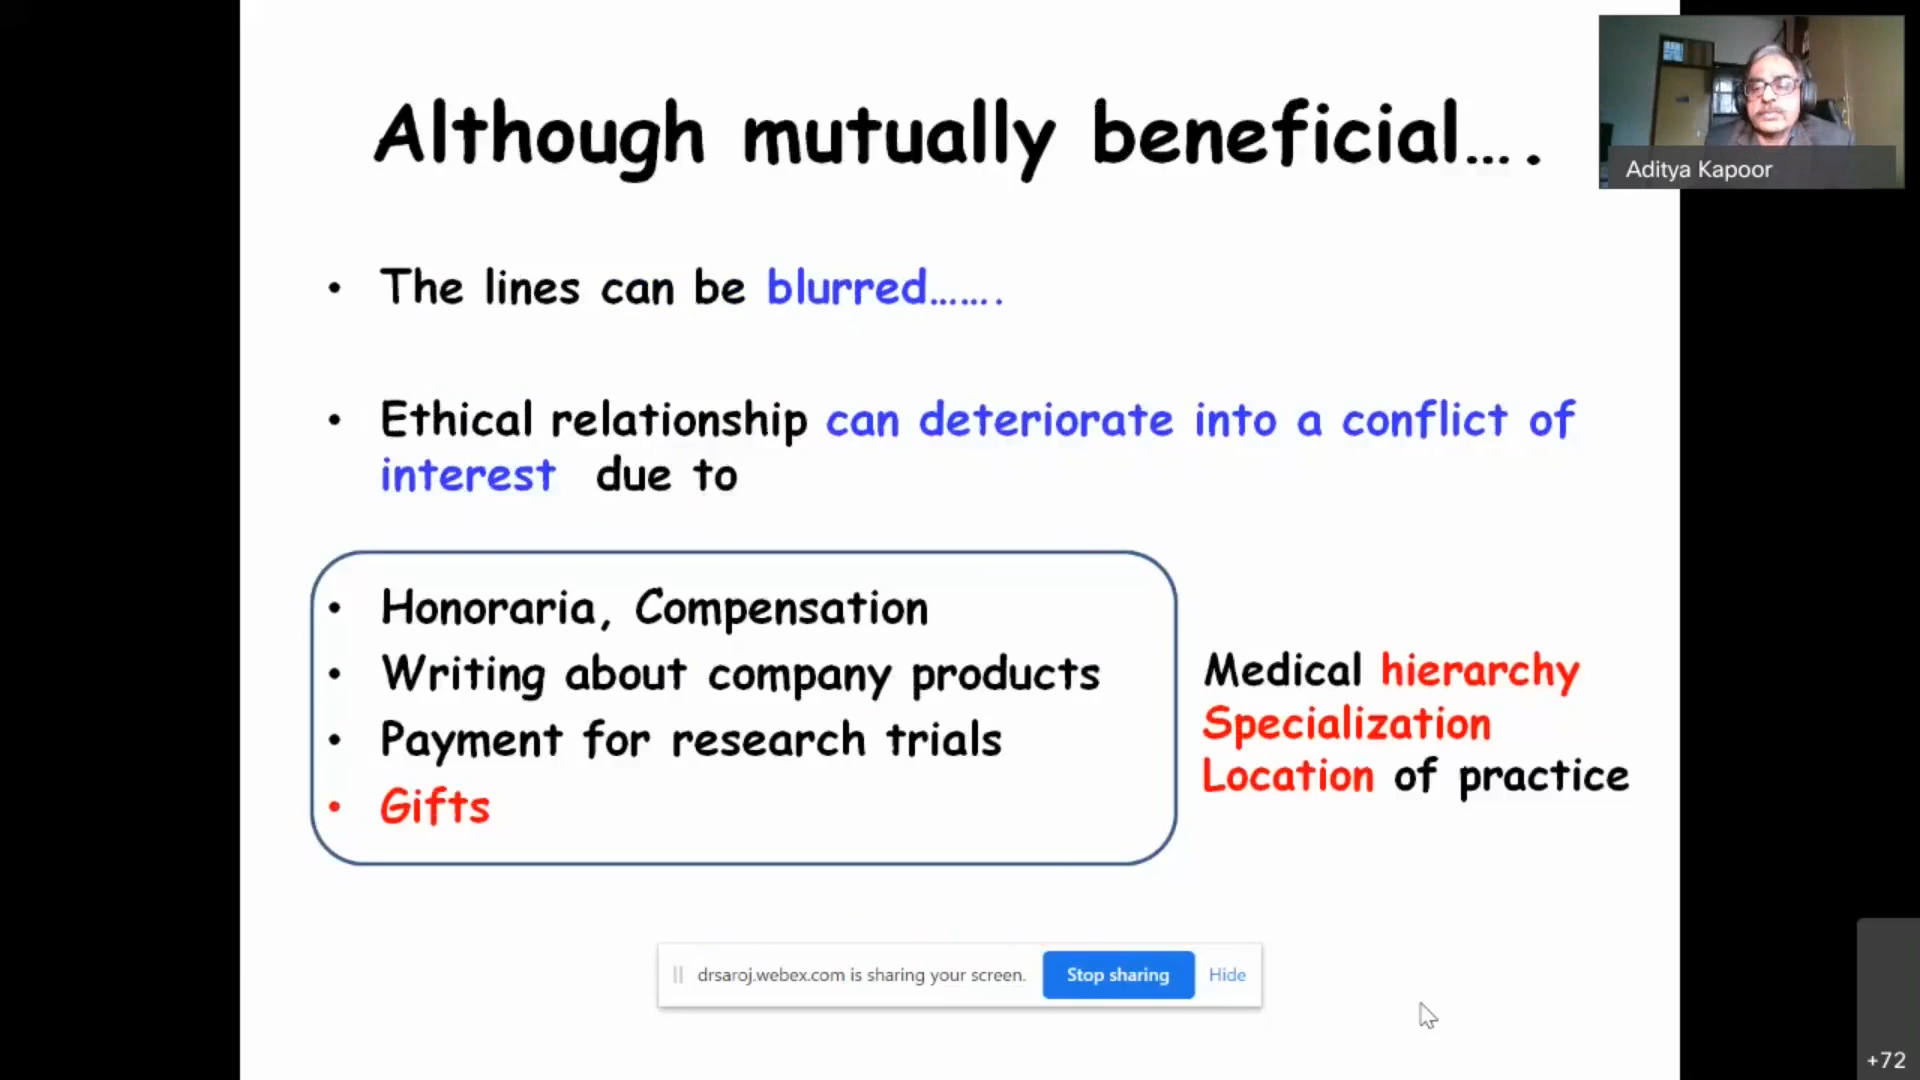 Although mutually beneficial….
Aditya Kapoor
• The lines can be blurred…….
• Ethical relationship can deteriorate into a conflict of
interest due to
• Honoraria, Compensation
• Writing about company products
• Payment for research trials
• Gifts
Medical hierarchy
Specialization
Location of practice
drsaroj.webex.com is sharing your screen.
Stop sharing
Hide
+72